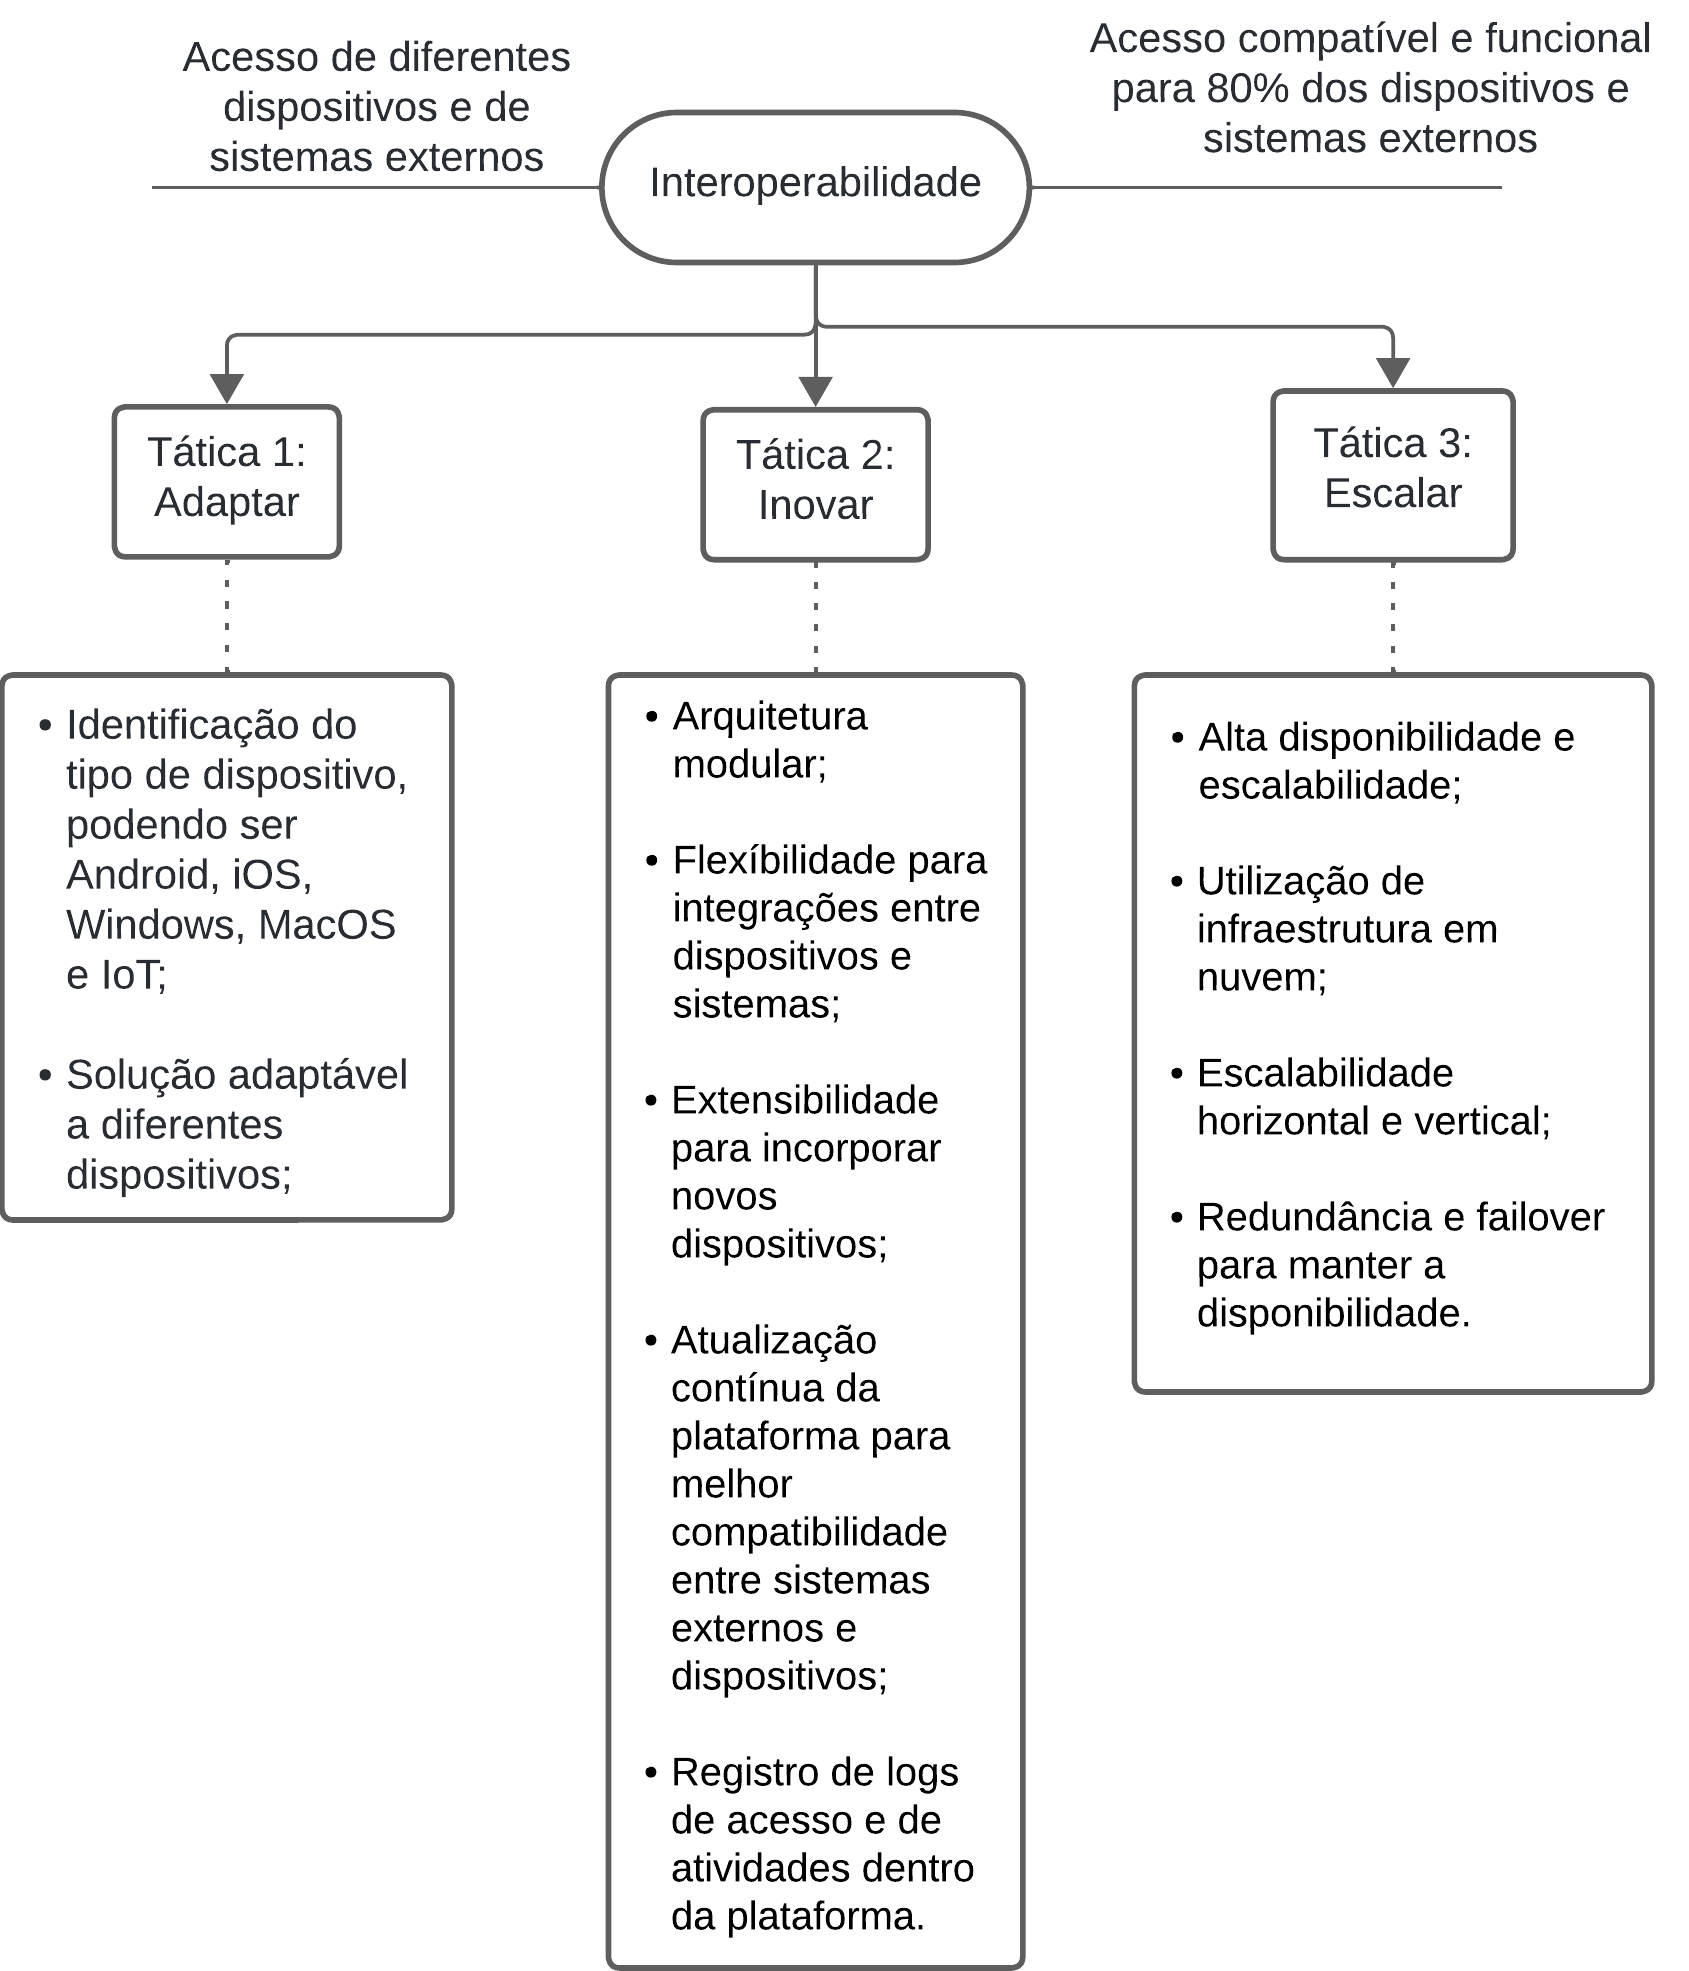 Acesso de diferentes
dispositivos e de
sistemas externos
Interoperabilidade
Acesso compatível e funcional
para 80% dos dispositivos e
sistemas externos
Tática 1:
Adaptar
Tática 2:
Inovar
Tática 3:
Escalar
• Identificação do
tipo de dispositivo,
podendo ser
Android, iOS,
Windows, MacOS
e IoT;
• Solução adaptável
a diferentes
dispositivos;
• Arquitetura
modular;
• Flexíbilidade para
integrações entre
dispositivos e
sistemas;
• Extensibilidade
para incorporar
novos
dispositivos;
• Atualização
contínua da
plataforma para
melhor
compatibilidade
entre sistemas
externos e
dispositivos;
• Registro de logs
de acesso e de
atividades dentro
da plataforma.
• Alta disponibilidade e
escalabilidade;
• Utilização de
infraestrutura em
nuvem;
• Escalabilidade
horizontal e vertical;
• Redundância e failover
para manter a
disponibilidade.